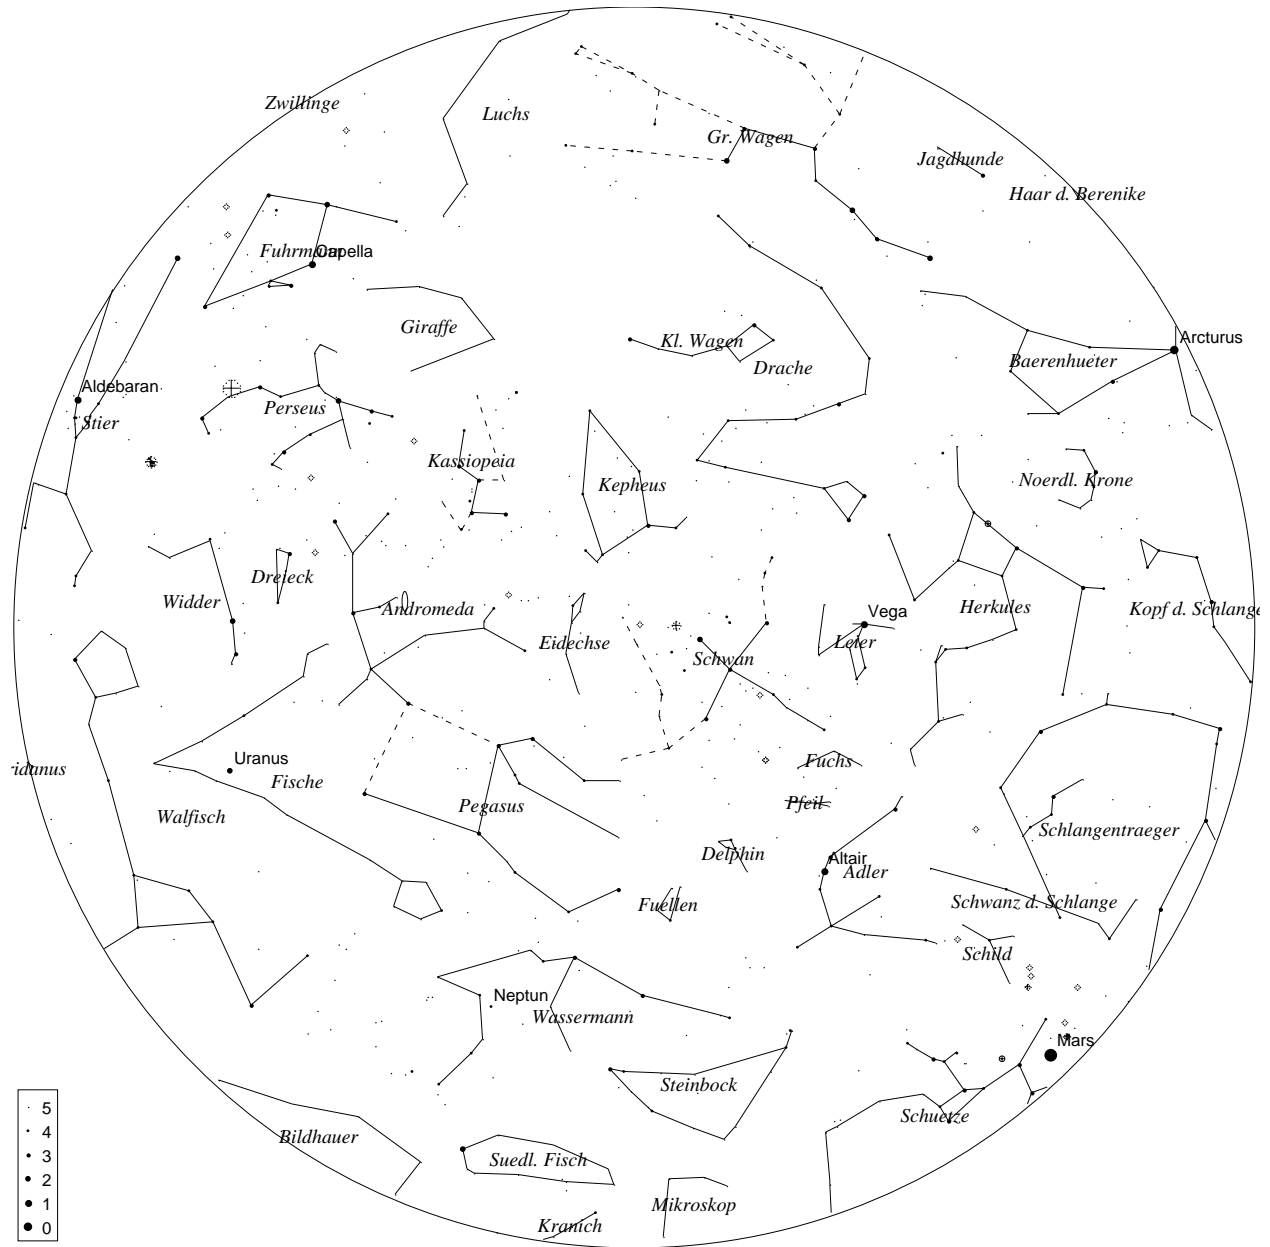 Zwillinge
Luchs
Gr. Wagen
Jagdhunde
Haar d. Berenike
Fuhrmann
Capella
Giraffe
Kl. Wagen
Drache
Arcturus
Baerenhueter
Aldebaran
Stier
Perseus
Kassiopeia
Kepheus
Noerdl. Krone
Dreieck
Widder
Andromeda
Eidechse
Schwan
Vega
Leier
Herkules
Kopf d. Schlange
ridanus
Uranus
Fische
Walfisch
Pegasus
Fuchs
Pfeil
Schlangentraeger
Delphin
Altair
Adler
Fuellen
Schwanz d. Schlange
Schild
Neptun
Wassermann
Mars
Steinbock
Schuetze
Bildhauer
Suedl. Fisch
Mikroskop
Kranich
5
4
3
2
1
0